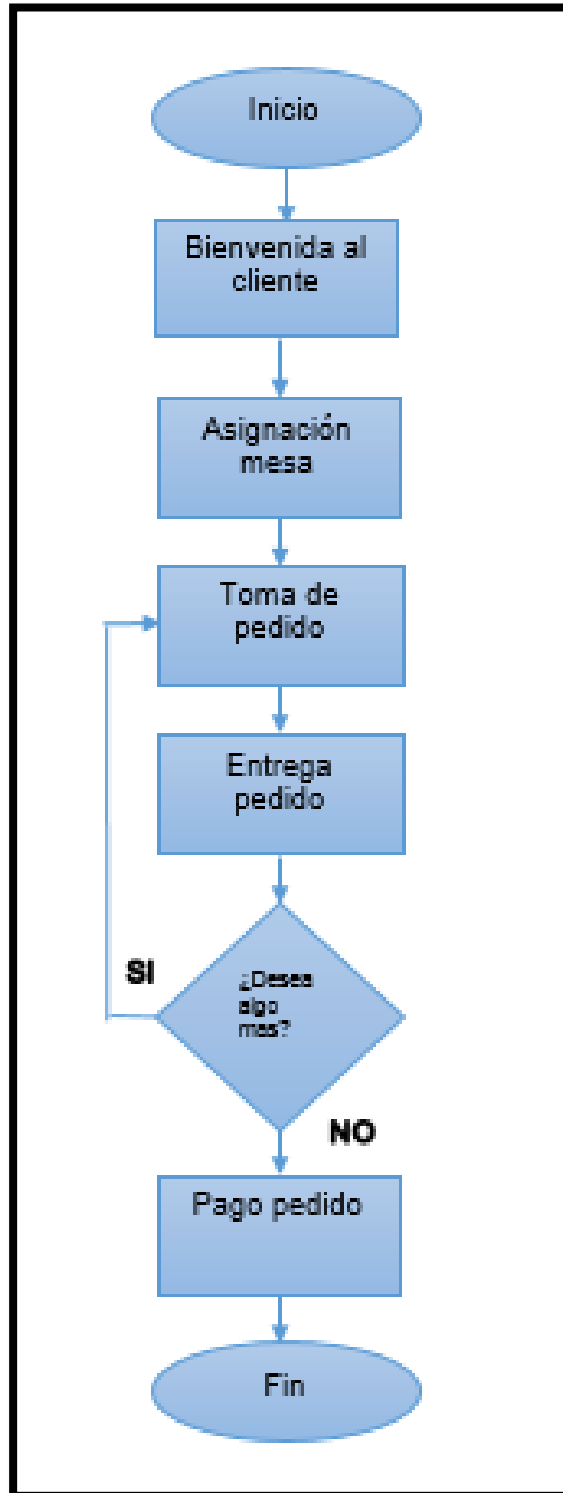 Inicio
Bienvenida al
cliente
Asignación
mesa
Toma de
pedido
Entrega
pedido
SI
¿Desea
algo
mas?
NO
Pago pedido
Fin